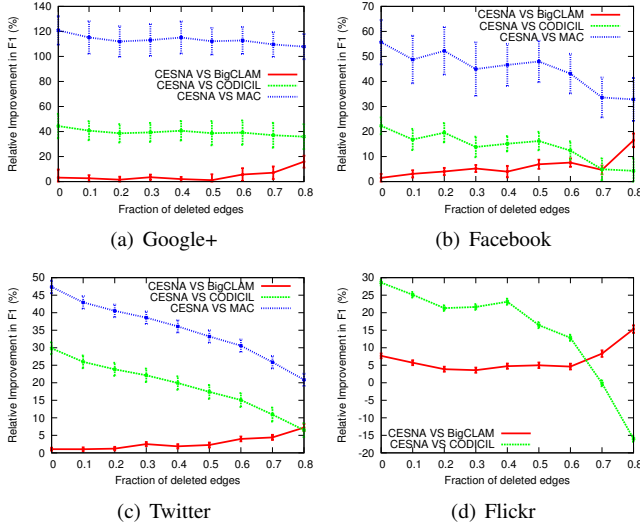 140
120
100
80
60
40
20
0
Relative Improvement in F1 (%)
CESNA VS BigCLAM
CESNA VS CODICIL
CESNA VS MAC
0 0.1 0.2 0.3 0.4 0.5 0.6 0.7 0.8
Fraction of deleted edges
(a) Google+
70
60
50
40
30
20
10
0
Relative Improvement in F1 (%)
CESNA VS BigCLAM
CESNA VS CODICIL
CESNA VS MAC
0 0.1 0.2 0.3 0.4 0.5 0.6 0.7 0.8
Fraction of deleted edges
(b) Facebook
50
45
40
35
30
25
20
15
10
5
0
Relative Improvement in F1 (%)
CESNA VS BigCLAM
CESNA VS CODICIL
CESNA VS MAC
0 0.1 0.2 0.3 0.4 0.5 0.6 0.7 0.8
Fraction of deleted edges
(c) Twitter
30
25
20
15
10
5
0
-5
-10
-15
-20
Relative Improvement in F1 (%)
CESNA VS BigCLAM
CESNA VS CODICIL
0 0.1 0.2 0.3 0.4 0.5 0.6 0.7 0.8
Fraction of deleted edges
(d) Flickr